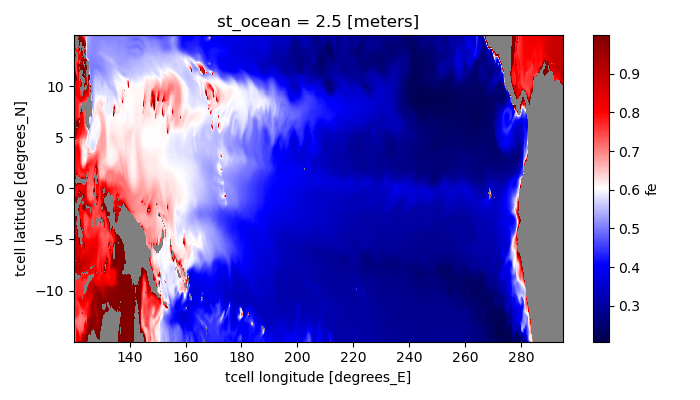 st_ocean = 2.5 [meters]
10
5
0
−5
−10
tcell latitude [degrees_N]
140 160 180 200 220 240 260 280
tcell longitude [degrees_E]
0.9
0.8
0.7
0.6
0.5
0.4
0.3
fe